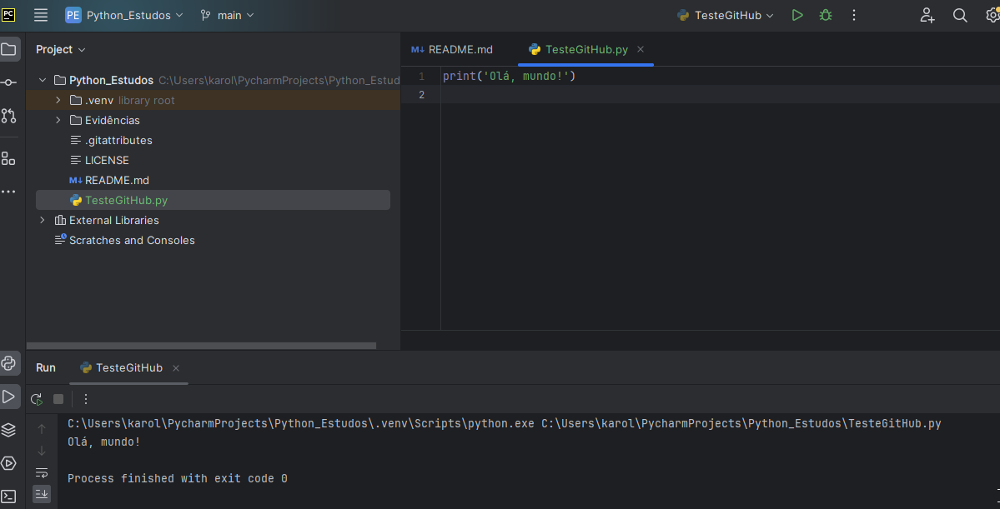 PC PE Python_Estudos main TesteGitHub
Project README.md TesteGitHub.py
Python_Estudos C:\Users\karol\PycharmProjects\Python_Estud
.venv library root
Evidências
.gitattributes
LICENSE
M↓ README.md
TesteGitHub.py
External Libraries
Scratches and Consoles
1 print('Olá, mundo!')
2
Run TesteGitHub
C:\Users\karol\PycharmProjects\Python_Estudos\.venv\Scripts\python.exe C:\Users\karol\PycharmProjects\Python_Estudos\TesteGitHub.py
Olá, mundo!
Process finished with exit code 0